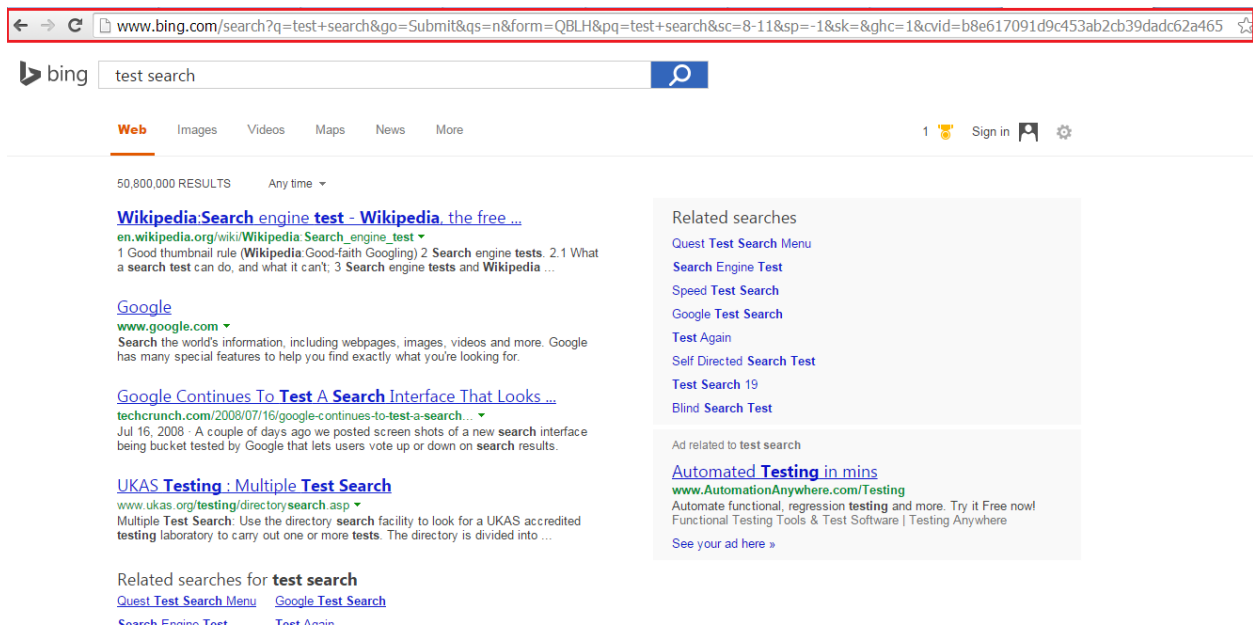 www.bing.com/search?q=test+search&go=Submit&qs=n&form=QBLH&pq=test+search&sc=8-11&sp=-1&sk=&ghc=1&cvid=b8e617091d9c453ab2cb39dadc62a465
bing
test search
Web Images Videos Maps News More
1 Sign in
50,800,000 RESULTS Any time
Wikipedia:Search engine test - Wikipedia, the free ...
en.wikipedia.org/wiki/Wikipedia:Search_engine_test
1 Good thumbnail rule (Wikipedia:Good-faith Googling) 2 Search engine tests. 2.1 What
a search test can do, and what it can't; 3 Search engine tests and Wikipedia ...
Google
www.google.com
Search the world's information, including webpages, images, videos and more. Google
has many special features to help you find exactly what you're looking for.
Google Continues To Test A Search Interface That Looks ...
techcrunch.com/2008/07/16/google-continues-to-test-a-search...
Jul 16, 2008 · A couple of days ago we posted screen shots of a new search interface
being bucket tested by Google that lets users vote up or down on search results.
UKAS Testing : Multiple Test Search
www.ukas.org/testing/directorysearch.asp
Multiple Test Search: Use the directory search facility to look for a UKAS accredited
testing laboratory to carry out one or more tests. The directory is divided into ...
Related searches for test search
Quest Test Search Menu Google Test Search
Search Engine Test Test Again
Related searches
Quest Test Search Menu
Search Engine Test
Speed Test Search
Google Test Search
Test Again
Self Directed Search Test
Test Search 19
Blind Search Test
Ad related to test search
Automated Testing in mins
www.AutomationAnywhere.com/Testing
Automate functional, regression testing and more. Try it Free now!
Functional Testing Tools & Test Software | Testing Anywhere
See your ad here »